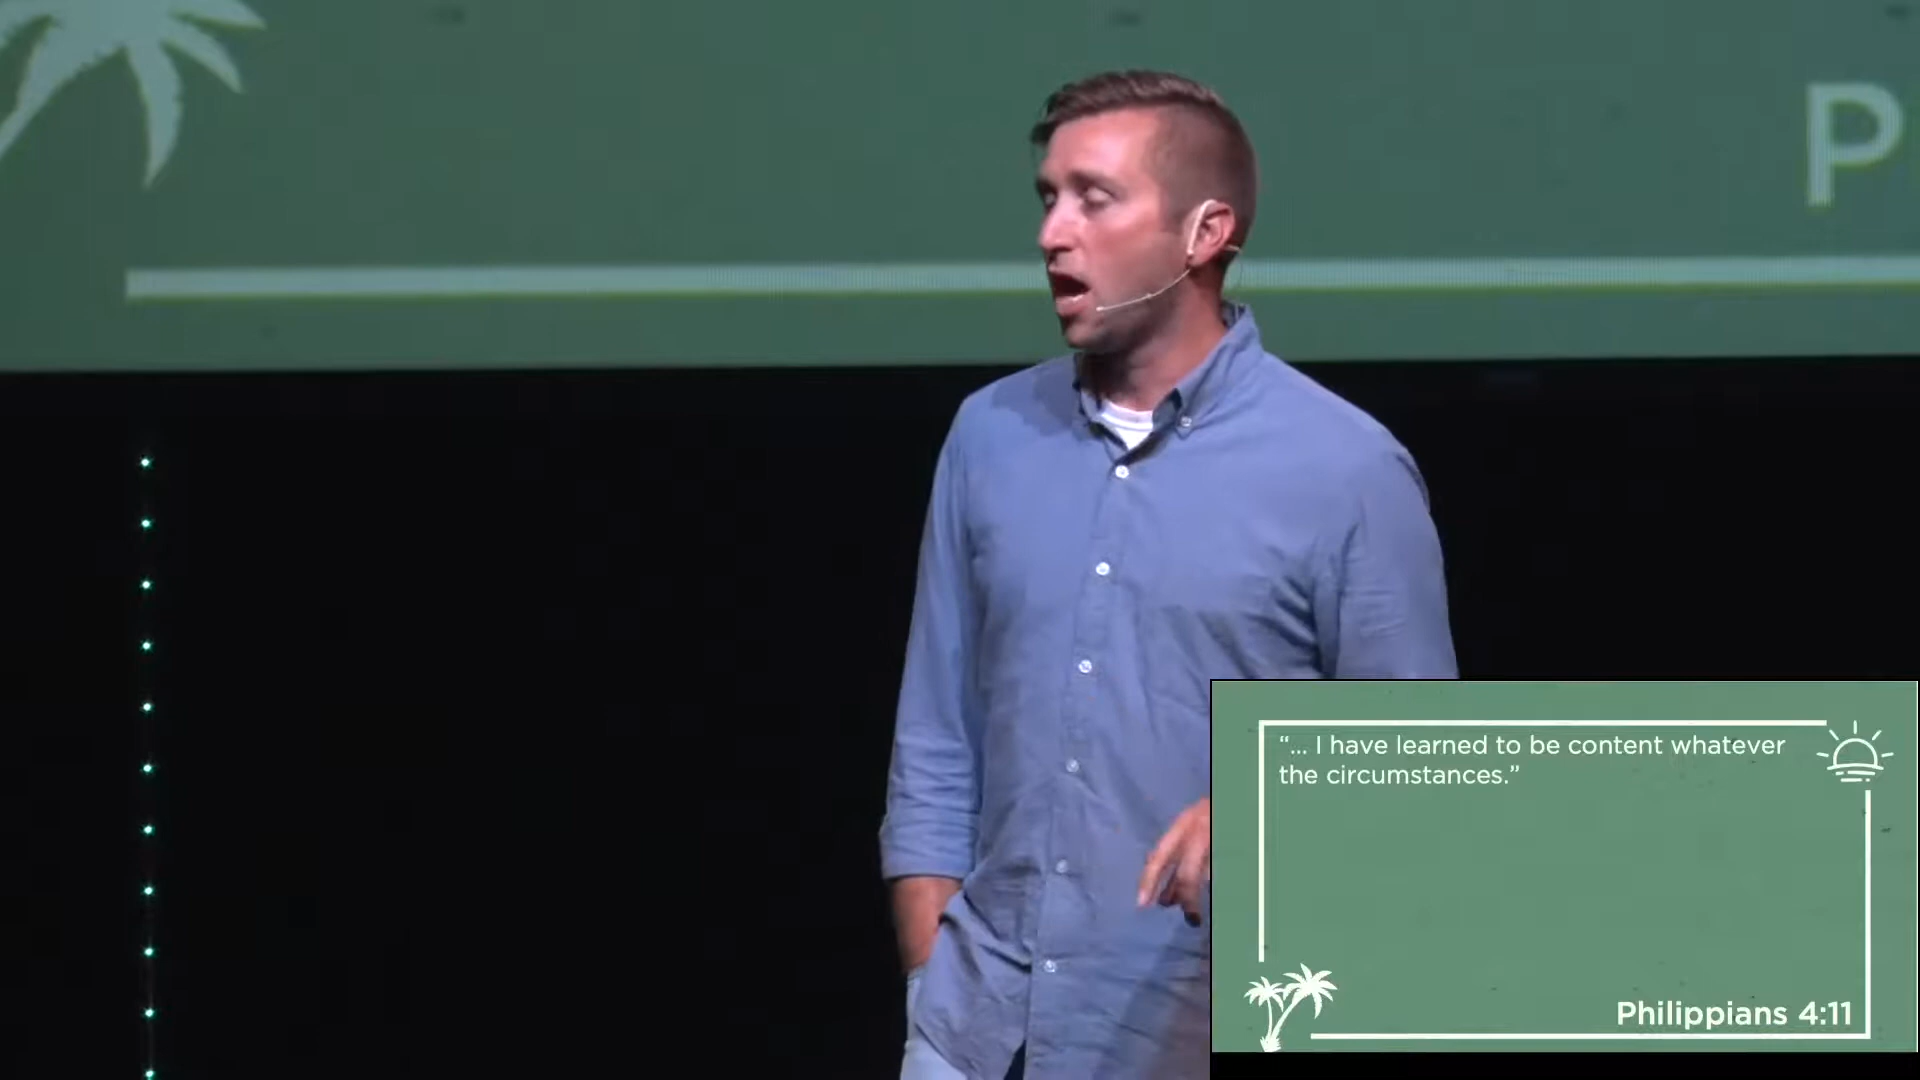 P
“... I have learned to be content whatever
the circumstances.”
Philippians 4:11